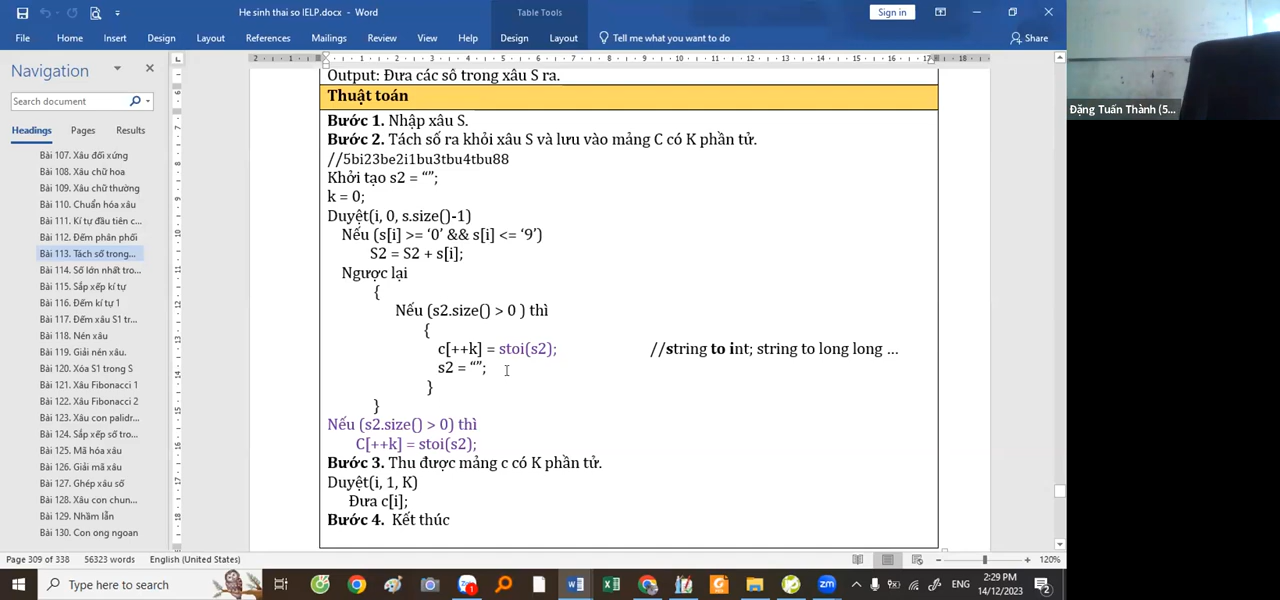 He sinh thai so IELP.docx - Word
Table Tools
Sign in
File Home Insert Design Layout References Mailings Review View Help Design Layout Tell me what you want to do Share
Navigation
Search document
Headings Pages Results
Bài 107. Xâu đối xứng
Bài 108. Xâu chữ hoa
Bài 109. Xâu chữ thường
Bài 110. Chuẩn hóa xâu
Bài 111. Kí tự đầu tiên c...
Bài 112. Đếm phân phối
Bài 113. Tách số trong...
Bài 114. Số lớn nhất tro...
Bài 115. Sắp xếp kí tự
Bài 116. Đếm kí tự 1
Bài 117. Đếm xâu S1 tr...
Bài 118. Nén xâu
Bài 119. Giải nén xâu.
Bài 120. Xóa S1 trong S
Bài 121. Xâu Fibonacci 1
Bài 122. Xâu Fibonacci 2
Bài 123. Xâu con palidr...
Bài 124. Sắp xếp số tro...
Bài 125. Mã hóa xâu
Bài 126. Giải mã xâu
Bài 127. Ghép xâu số
Bài 128. Xâu con chun...
Bài 129. Nhầm lẫn
Bài 130. Con ong ngoan
Output: Đưa các số trong xâu S ra.
Thuật toán
Bước 1. Nhập xâu S.
Bước 2. Tách số ra khỏi xâu S và lưu vào mảng C có K phần tử.
//5bi23be2i1bu3tbu4tbu88
Khởi tạo s2 = “”;
k = 0;
Duyệt(i, 0, s.size()-1)
Nếu (s[i] >= ‘0’ && s[i] <= ‘9’)
S2 = S2 + s[i];
Ngược lại
{
Nếu (s2.size() > 0 ) thì
{
c[++k] = stoi(s2); //string to int; string to long long ...
s2 = “”;
}
}
Nếu (s2.size() > 0) thì
C[++k] = stoi(s2);
Bước 3. Thu được mảng c có K phần tử.
Duyệt(i, 1, K)
Đưa c[i];
Bước 4. Kết thúc
Đặng Tuấn Thành (5...
Page 309 of 338 56323 words English (United States) 120%
Type here to search
ENG
2:29 PM
14/12/2023